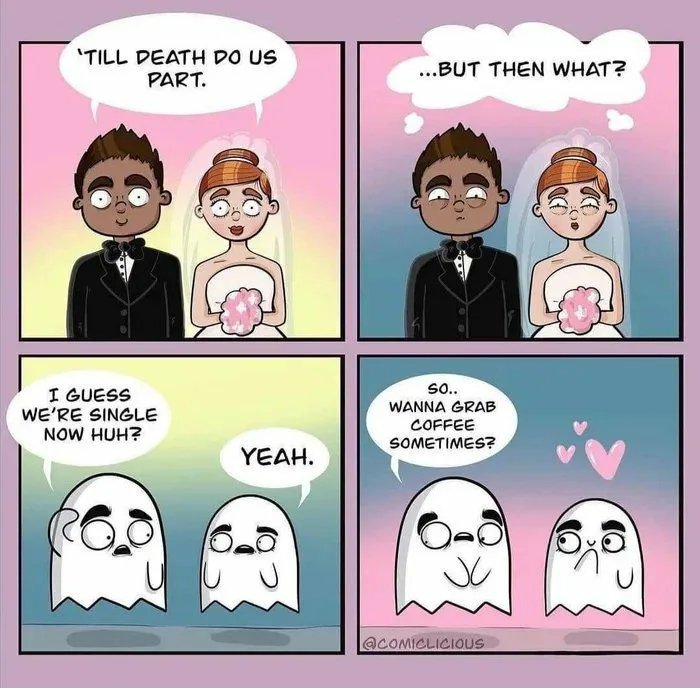 'TILL DEATH DO US
PART.
...BUT THEN WHAT?
I GUESS
WE'RE SINGLE
NOW HUH?
YEAH.
SO..
WANNA GRAB
COFFEE
SOMETIMES?
@COMICLICIOUS